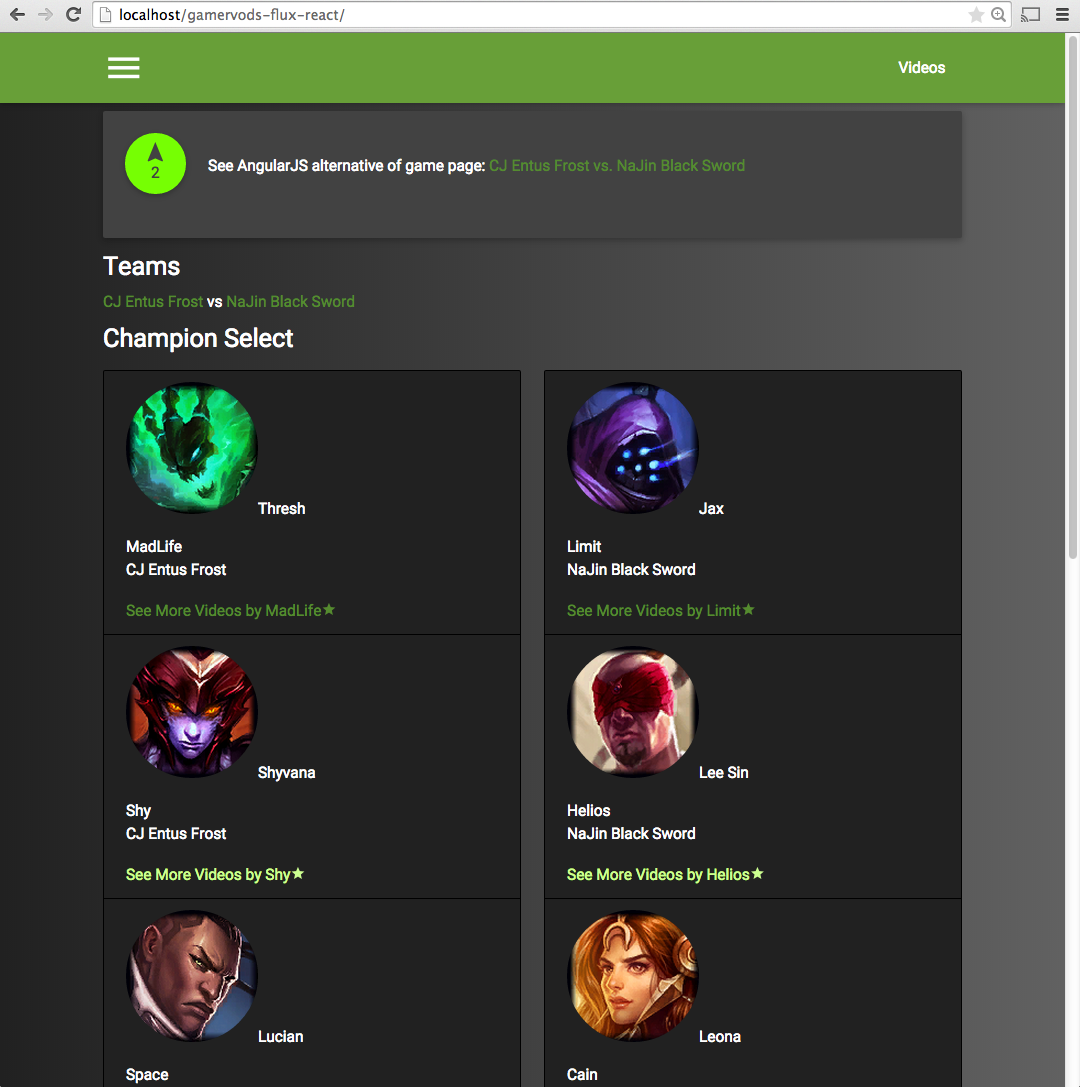 localhost/gamervods-flux-react/
Videos
2
See AngularJS alternative of game page: CJ Entus Frost vs. NaJin Black Sword
Teams
CJ Entus Frost vs NaJin Black Sword
Champion Select
Thresh
MadLife
CJ Entus Frost
See More Videos by MadLife★
Jax
Limit
NaJin Black Sword
See More Videos by Limit★
Shyvana
Shy
CJ Entus Frost
See More Videos by Shy★
Lee Sin
Helios
NaJin Black Sword
See More Videos by Helios★
Lucian
Space
Leona
Cain